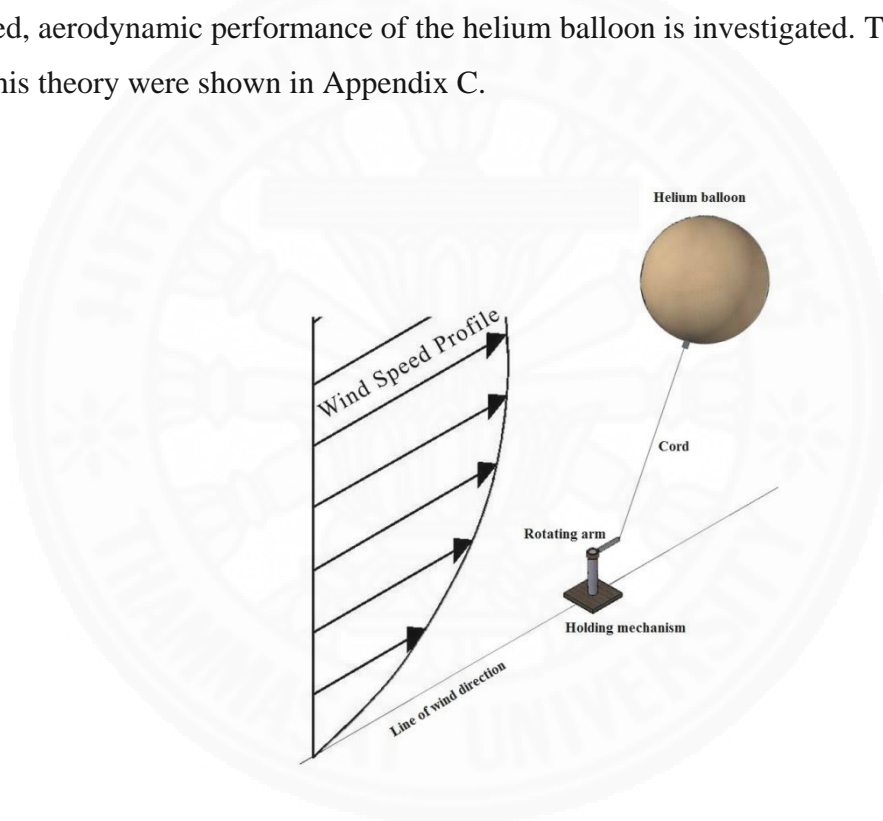 ed, aerodynamic performance of the helium balloon is investigated. T
his theory were shown in Appendix C.
Helium balloon
Wind Speed Profile
Cord
Rotating arm
Holding mechanism
Line of wind direction
UNIVERSITY